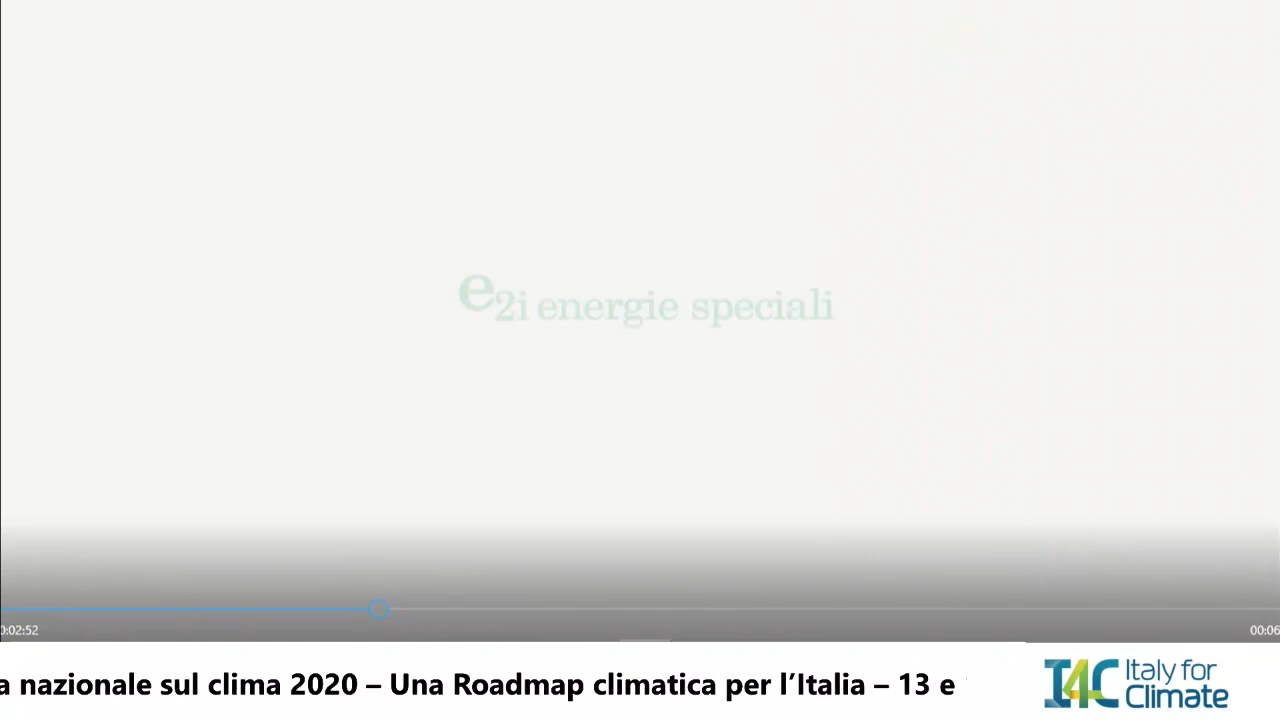 e2i energie speciali
0:02:52
00:06
a nazionale sul clima 2020 – Una Roadmap climatica per l’Italia – 13 e
I4C Italy for
Climate